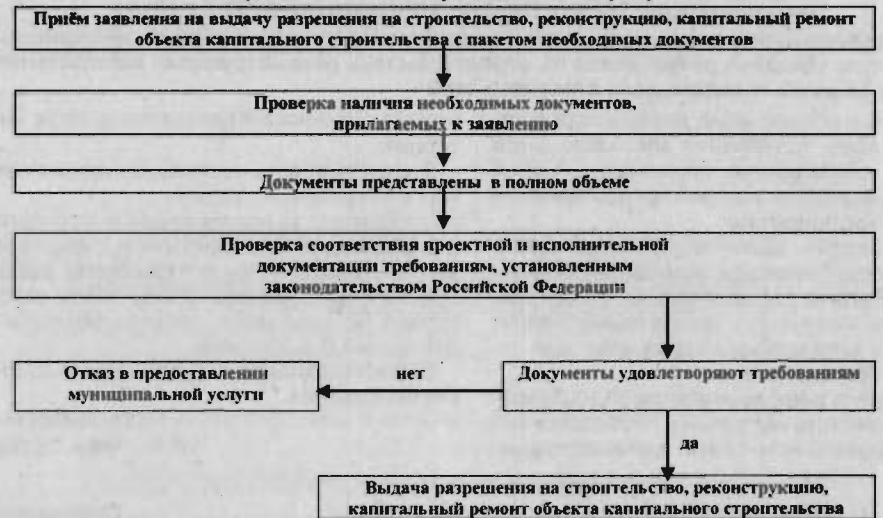 Приём заявления на выдачу разрешения на строительство, реконструкцию, капитальный ремонт
объекта капитального строительства с пакетом необходимых документов
Проверка наличия необходимых документов,
прилагаемых к заявлению
Документы представлены в полном объеме
Проверка соответствия проектной и исполнительной
документации требованиям, установленным
законодательством Российской Федерации
Отказ в предоставлении
муниципальной услуги
нет
Документы удовлетворяют требованиям
да
Выдача разрешения на строительство, реконструкцию,
капитальный ремонт объекта капитального строительства